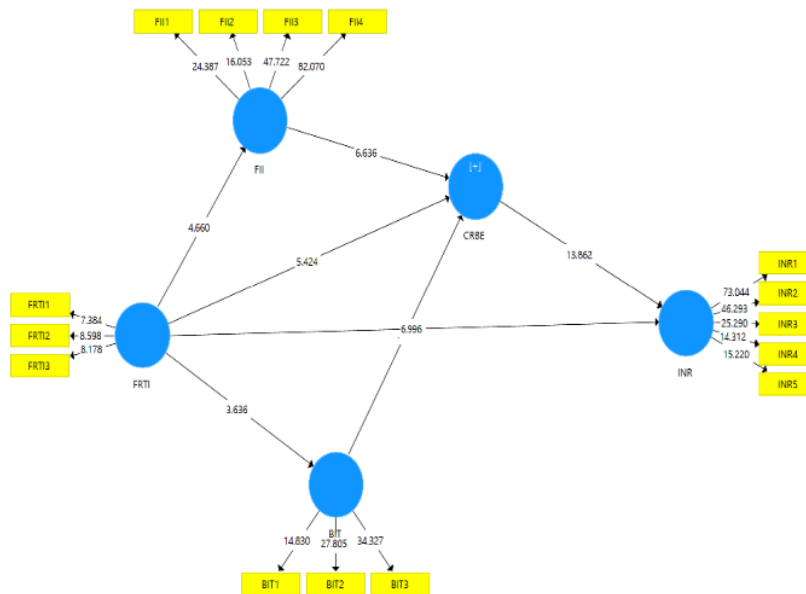 FII1 FII2 FII3 FII4
24.387 16.053 47.722 82.070
FII
6.636
[+]
CRBE
4.660
5.424
13.862
INR1
INR2
INR3
INR4
INR5
73.044
46.293
25.290
14.312
15.220
INR
FRTI1
FRTI2
FRTI3
7.384
8.598
8.178
FRTI
6.996
3.636
BIT
14.830 27.805 34.327
BIT1 BIT2 BIT3